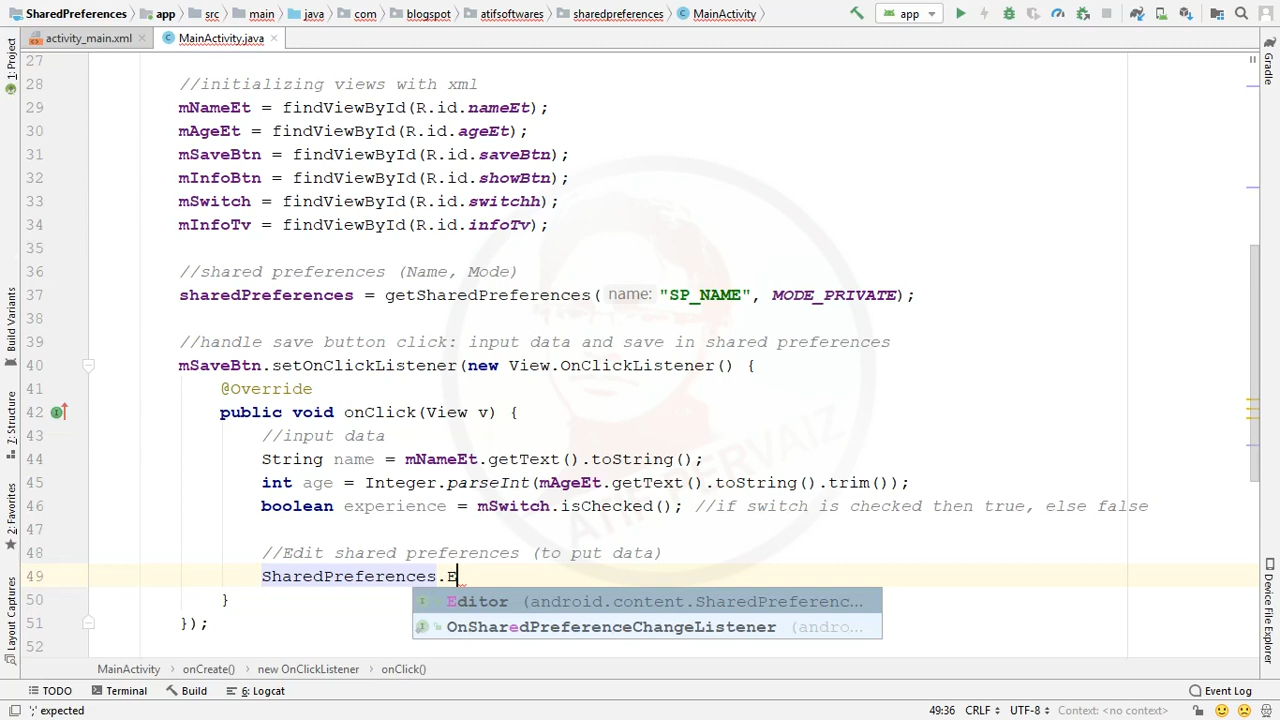 SharedPreferences app src main java com blogspot atifsoftwares sharedpreferences MainActivity app
activity_main.xml MainActivity.java
1: Project
Build Variants
7: Structure
2: Favorites
Layout Captures
Gradle
Device File Explorer
27
28 //initializing views with xml
29 mNameEt = findViewById(R.id.nameEt);
30 mAgeEt = findViewById(R.id.ageEt);
31 mSaveBtn = findViewById(R.id.saveBtn);
32 mInfoBtn = findViewById(R.id.showBtn);
33 mSwitch = findViewById(R.id.switchh);
34 mInfoTv = findViewById(R.id.infoTv);
35
36 //shared preferences (Name, Mode)
37 sharedPreferences = getSharedPreferences( name: "SP_NAME", MODE_PRIVATE);
38
39 //handle save button click: input data and save in shared preferences
40 mSaveBtn.setOnClickListener(new View.OnClickListener() {
41 @Override
42 public void onClick(View v) {
43 //input data
44 String name = mNameEt.getText().toString();
45 int age = Integer.parseInt(mAgeEt.getText().toString().trim());
46 boolean experience = mSwitch.isChecked(); //if switch is checked then true, else false
47
48 //Edit shared preferences (to put data)
49 SharedPreferences.E
Editor (android.content.SharedPreferenc...
50 }
OnSharedPreferenceChangeListener (andro...
51 });
52
ATIF PERVAIZ
MainActivity onCreate() new OnClickListener onClick()
TODO Terminal Build 6: Logcat Event Log
';' expected 49:36 CRLF UTF-8 Context: <no context>